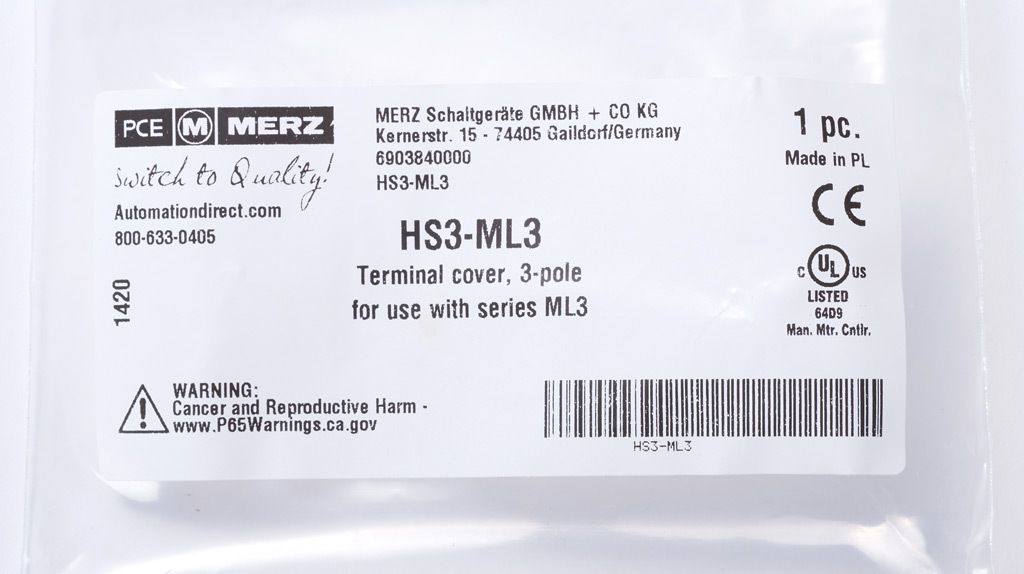 PCE M MERZ
switch to Quality!
Automationdirect.com
800-633-0405
1420
MERZ Schaltgeräte GMBH + CO KG
Kernerstr. 15 - 74405 Gaildorf/Germany
6903840000
HS3-ML3
HS3-ML3
Terminal cover, 3-pole
for use with series ML3
1 pc.
Made in PL
CE
C UL US
LISTED
64D9
Man. Mtr. Cntlr.
WARNING:
Cancer and Reproductive Harm -
www.P65Warnings.ca.gov
HS3-ML3